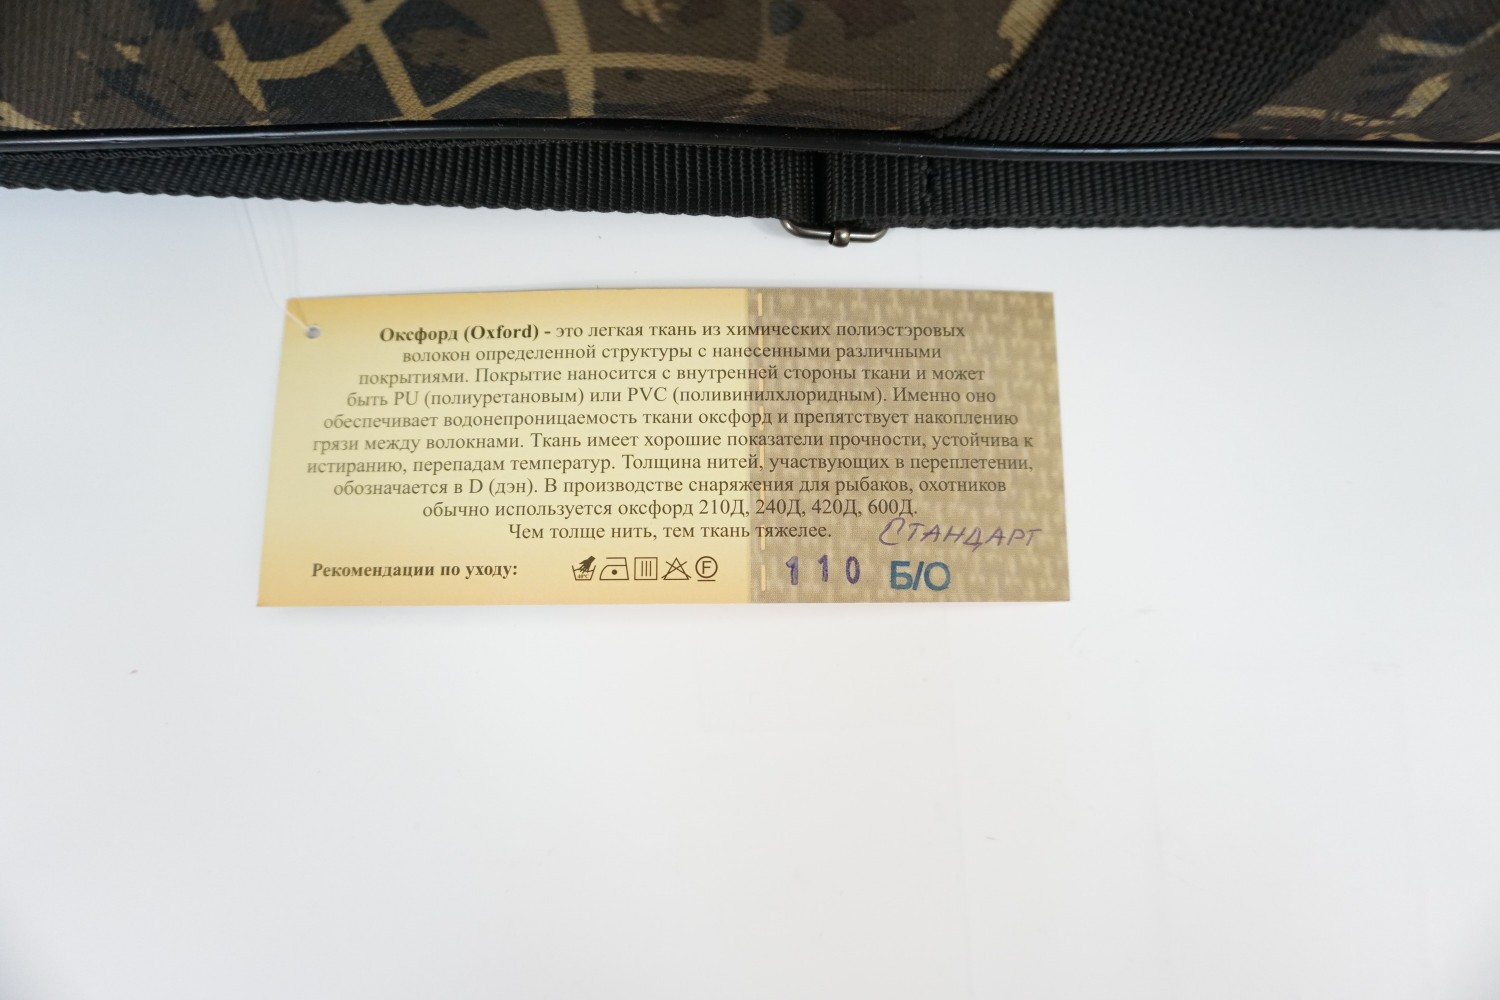 Оксфорд (Oxford) - это легкая ткань из химических полиэстэровых
волокон определенной структуры с нанесенными различными
покрытиями. Покрытие наносится с внутренней стороны ткани и может
быть PU (полиуретановым) или PVC (поливинилхлоридным). Именно оно
обеспечивает водонепроницаемость ткани оксфорд и препятствует накоплению
грязи между волокнами. Ткань имеет хорошие показатели прочности, устойчива к
истиранию, перепадам температур. Толщина нитей, участвующих в переплетении,
обозначается в D (дэн). В производстве снаряжения для рыбаков, охотников
обычно используется оксфорд 210Д, 240Д, 420Д, 600Д.
Чем толще нить, тем ткань тяжелее.
СТАНДАРТ
Рекомендации по уходу: F 110 Б/О